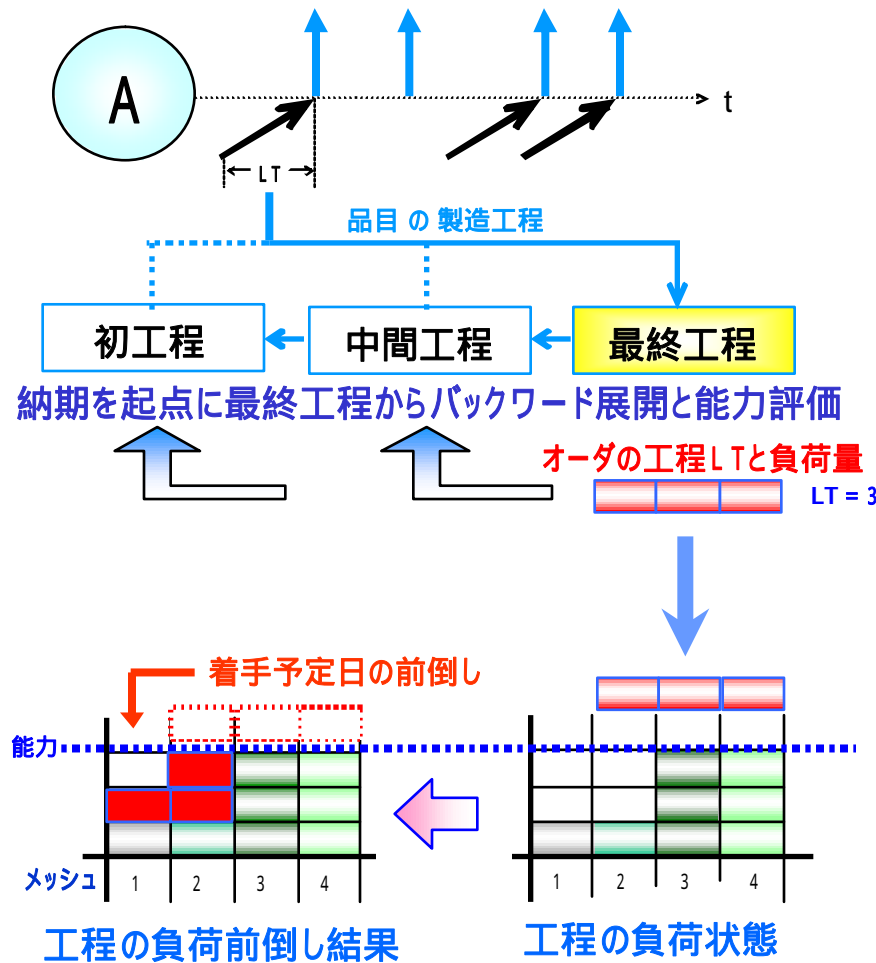 A
t
LT
品目 の 製造工程
初工程
中間工程
最終工程
納期を起点に最終工程からバックワード展開と能力評価
オーダの工程LTと負荷量
LT = 3
着手予定日の前倒し
能力
メッシュ
1 2 3 4
1 2 3 4
工程の負荷前倒し結果
工程の負荷状態